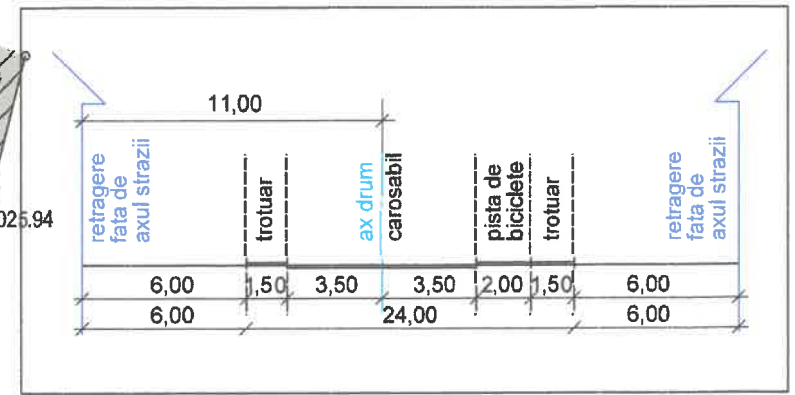 11,00
025.94
retragere
fata de
axul strazii
trotuar
ax drum
carosabil
pista de
biciclete
trotuar
retragere
fata de
axul strazii
6,00 1,50 3,50 3,50 2,00 1,50 6,00
6,00 24,00 6,00